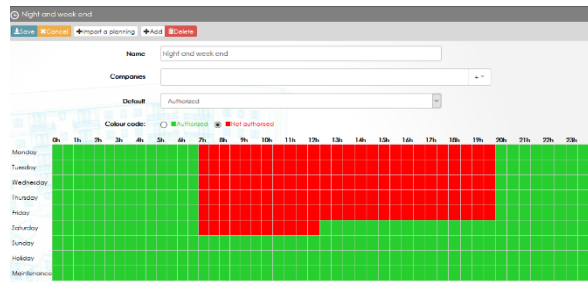 Night and week end
Save Cancel Import a planning Add Delete
Name Night and week end
Companies
Default Authorized
Colour code: Authorized Not authorised
0h 1h 2h 3h 4h 5h 6h 7h 8h 9h 10h 11h 12h 13h 14h 15h 16h 17h 18h 19h 20h 21h 22h 23h
Monday
Tuesday
Wednesday
Thursday
Friday
Saturday
Sunday
Holiday
Maintenance